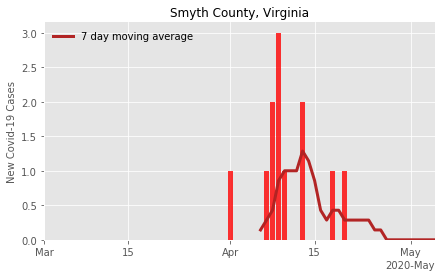 Smyth County, Virginia
7 day moving average
New Covid-19 Cases
3.0
2.5
2.0
1.5
1.0
0.5
0.0
Mar 15 Apr 15 May
2020-May